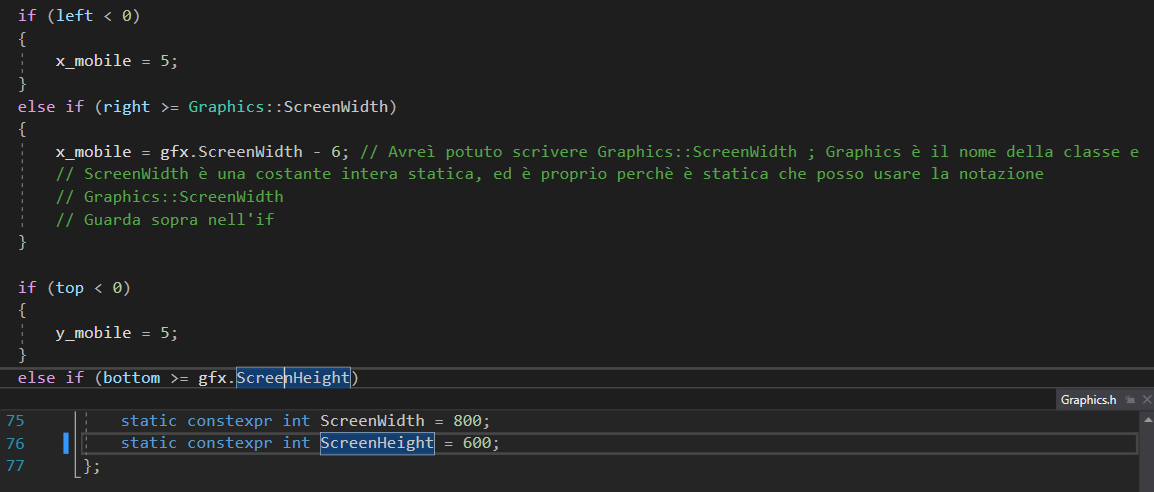 if (left < 0)
{
x_mobile = 5;
}
else if (right >= Graphics::ScreenWidth)
{
x_mobile = gfx.ScreenWidth - 6; // Avreì potuto scrivere Graphics::ScreenWidth ; Graphics è il nome della classe e
// ScreenWidth è una costante intera statica, ed è proprio perchè è statica che posso usare la notazione
// Graphics::ScreenWidth
// Guarda sopra nell'if
}
if (top < 0)
{
y_mobile = 5;
}
else if (bottom >= gfx.ScreenHeight)
Graphics.h
75 static constexpr int ScreenWidth = 800;
76 static constexpr int ScreenHeight = 600;
77 };